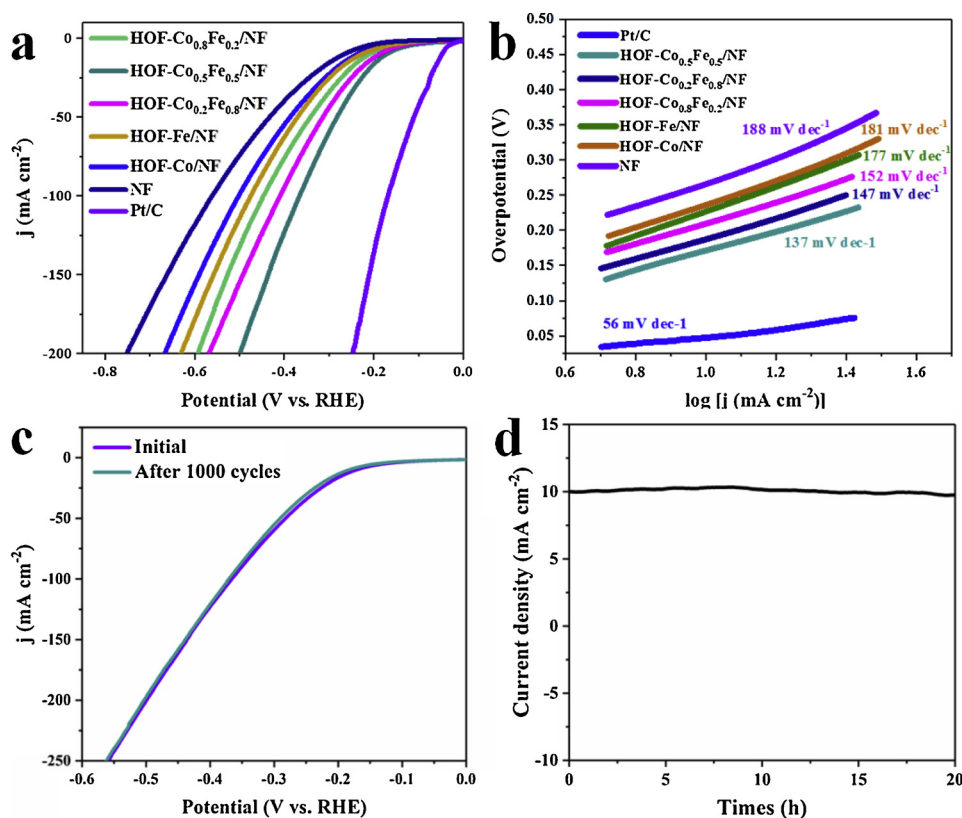 a
j (mA cm⁻²)
0
-50
-100
-150
-200
HOF-Co₀.₈Fe₀.₂/NF
HOF-Co₀.₅Fe₀.₅/NF
HOF-Co₀.₂Fe₀.₈/NF
HOF-Fe/NF
HOF-Co/NF
NF
Pt/C
-0.8 -0.6 -0.4 -0.2 0.0
Potential (V vs. RHE)
b
Overpotential (V)
0.50
0.45
0.40
0.35
0.30
0.25
0.20
0.15
0.10
0.05
Pt/C
HOF-Co₀.₅Fe₀.₅/NF
HOF-Co₀.₂Fe₀.₈/NF
HOF-Co₀.₈Fe₀.₂/NF
HOF-Fe/NF
HOF-Co/NF
NF
188 mV dec⁻¹
181 mV dec⁻¹
177 mV dec⁻¹
152 mV dec⁻¹
147 mV dec⁻¹
137 mV dec-1
56 mV dec-1
0.6 0.8 1.0 1.2 1.4 1.6
log [j (mA cm⁻²)]
c
j (mA cm⁻²)
0
-50
-100
-150
-200
-250
Initial
After 1000 cycles
-0.6 -0.5 -0.4 -0.3 -0.2 -0.1 0.0
Potential (V vs. RHE)
d
Current density (mA cm⁻²)
15
10
5
0
-5
-10
0 5 10 15 20
Times (h)